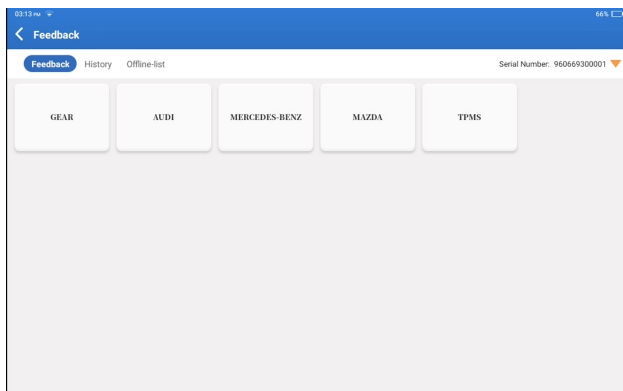 03:13 PM 66%
Feedback
Feedback History Offline-list Serial Number: 960669300001
GEAR AUDI MERCEDES-BENZ MAZDA TPMS